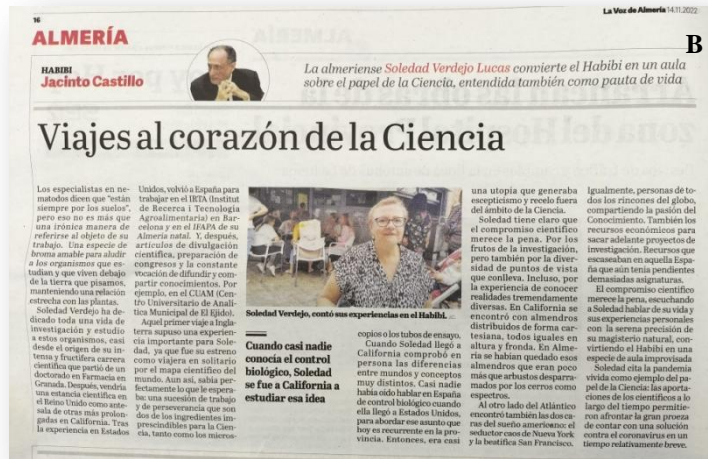 16
La Voz de Almería 14.11.2022
ALMERÍA
B
HABIBI
Jacinto Castillo
La almeriense Soledad Verdejo Lucas convierte el Habibi en un aula
sobre el papel de la Ciencia, entendida también como pauta de vida
Viajes al corazón de la Ciencia
Los especialistas en ne-
matodos dicen que “están
siempre por los suelos”,
pero eso no es más que
una irónica manera de
referirse al objeto de su
trabajo. Una especie de
broma amable para aludir
a los organismos que es-
tudian y que viven debajo
de la tierra que pisamos,
manteniendo una relación
estrecha con las plantas.
Soledad Verdejo ha de-
dicado toda una vida de
investigación y estudio
a estos organismos, casi
desde el origen de su in-
tensa y fructífera carrera
científica que partió de un
doctorado en Farmacia en
Granada. Después, vendría
una estancia científica en
el Reino Unido como ante-
sala de otras más prolon-
gadas en California. Tras
la experiencia en Estados
Unidos, volvió a España para
trabajar en el IRTA (Institut
de Recerca i Tecnologia
Agroalimentaria) en Bar-
celona y en el IFAPA de su
Almería natal. Y, después,
artículos de divulgación
científica, preparación de
congresos y la constante
vocación de difundir y com-
partir conocimientos. Por
ejemplo, en el CUAM (Cen-
tro Universitario de Analí-
tica Municipal de El Ejido).
Aquel primer viaje a Ingla-
terra supuso una experien-
cia importante para Sole-
dad, ya que fue su estreno
como viajera en solitario
por el mapa científico del
mundo. Aun así, sabía per-
fectamente lo que le espera-
ba: una sucesión de trabajo
y de perseverancia que son
dos de los ingredientes im-
prescindibles para la Cien-
cia, tanto como los micros-
Soledad Verdejo, contó sus experiencias en el Habibi.
Cuando casi nadie
conocía el control
biológico, Soledad
se fue a California a
estudiar esa idea
copios o los tubos de ensayo.
Cuando Soledad llegó a
California comprobó en
persona las diferencias
entre mundos y conceptos
muy distintos. Casi nadie
había oído hablar en España
de control biológico cuando
ella llegó a Estados Unidos,
para abordar ese asunto que
hoy es recurrente en la pro-
vincia. Entonces, era casi
una utopía que generaba
escepticismo y recelo fuera
del ámbito de la Ciencia.
Soledad tiene claro que
el compromiso científico
merece la pena. Por los
frutos de la investigación,
pero también por la diver-
sidad de puntos de vista
que conlleva. Incluso, por
la experiencia de conocer
realidades tremendamente
diversas. En California se
encontró con almendros
distribuidos de forma car-
tesiana, todos iguales en
altura y fronda. En Alme-
ría se habían quedado esos
almendros que eran poco
más que arbustos desparra-
mados por los cerros como
espectros.
Al otro lado del Atlántico
encontró también las dos ca-
ras del sueño americano: el
seductor caos de Nueva York
y la beatífica San Francisco.
Igualmente, personas de to-
dos los rincones del globo,
compartiendo la pasión del
Conocimiento. También los
recursos económicos para
sacar adelante proyectos de
investigación. Recursos que
escaseaban en aquella Espa-
ña que aún tenía pendientes
demasiadas asignaturas.
El compromiso científico
merece la pena, escuchando
a Soledad hablar de su vida y
sus experiencias personales
con la serena precisión de
su magisterio natural, con-
virtiendo el Habibi en una
especie de aula improvisada
Soledad cita la pandemia
vivida como ejemplo del pa-
pel de la Ciencia: las aporta-
ciones de los científicos a lo
largo del tiempo permitie-
ron afrontar la gran proeza
de contar con una solución
contra el coronavirus en un
tiempo relativamente breve.